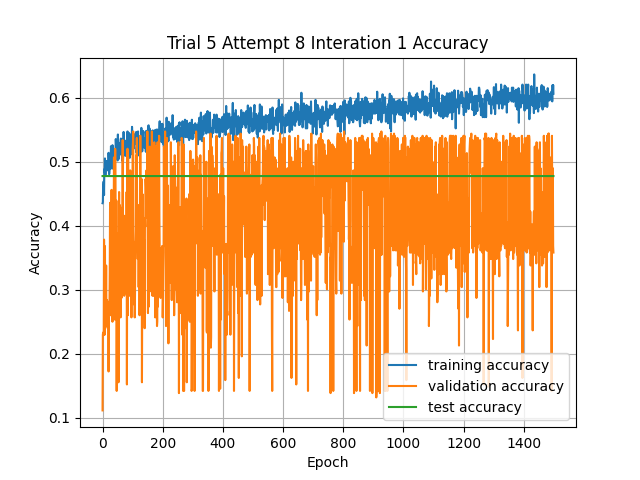 Trial 5 Attempt 8 Interation 1 Accuracy
Accuracy
0.6
0.5
0.4
0.3
0.2
0.1
training accuracy
validation accuracy
test accuracy
0 200 400 600 800 1000 1200 1400
Epoch